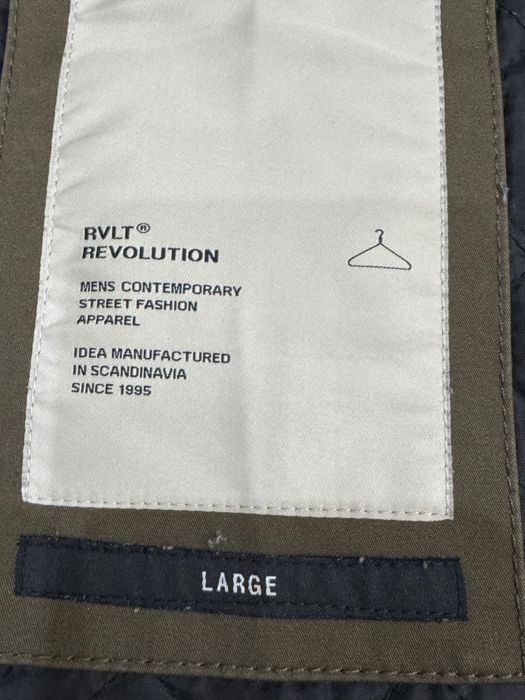 RVLT®
REVOLUTION
MENS CONTEMPORARY
STREET FASHION
APPAREL
IDEA MANUFACTURED
IN SCANDINAVIA
SINCE 1995
LARGE